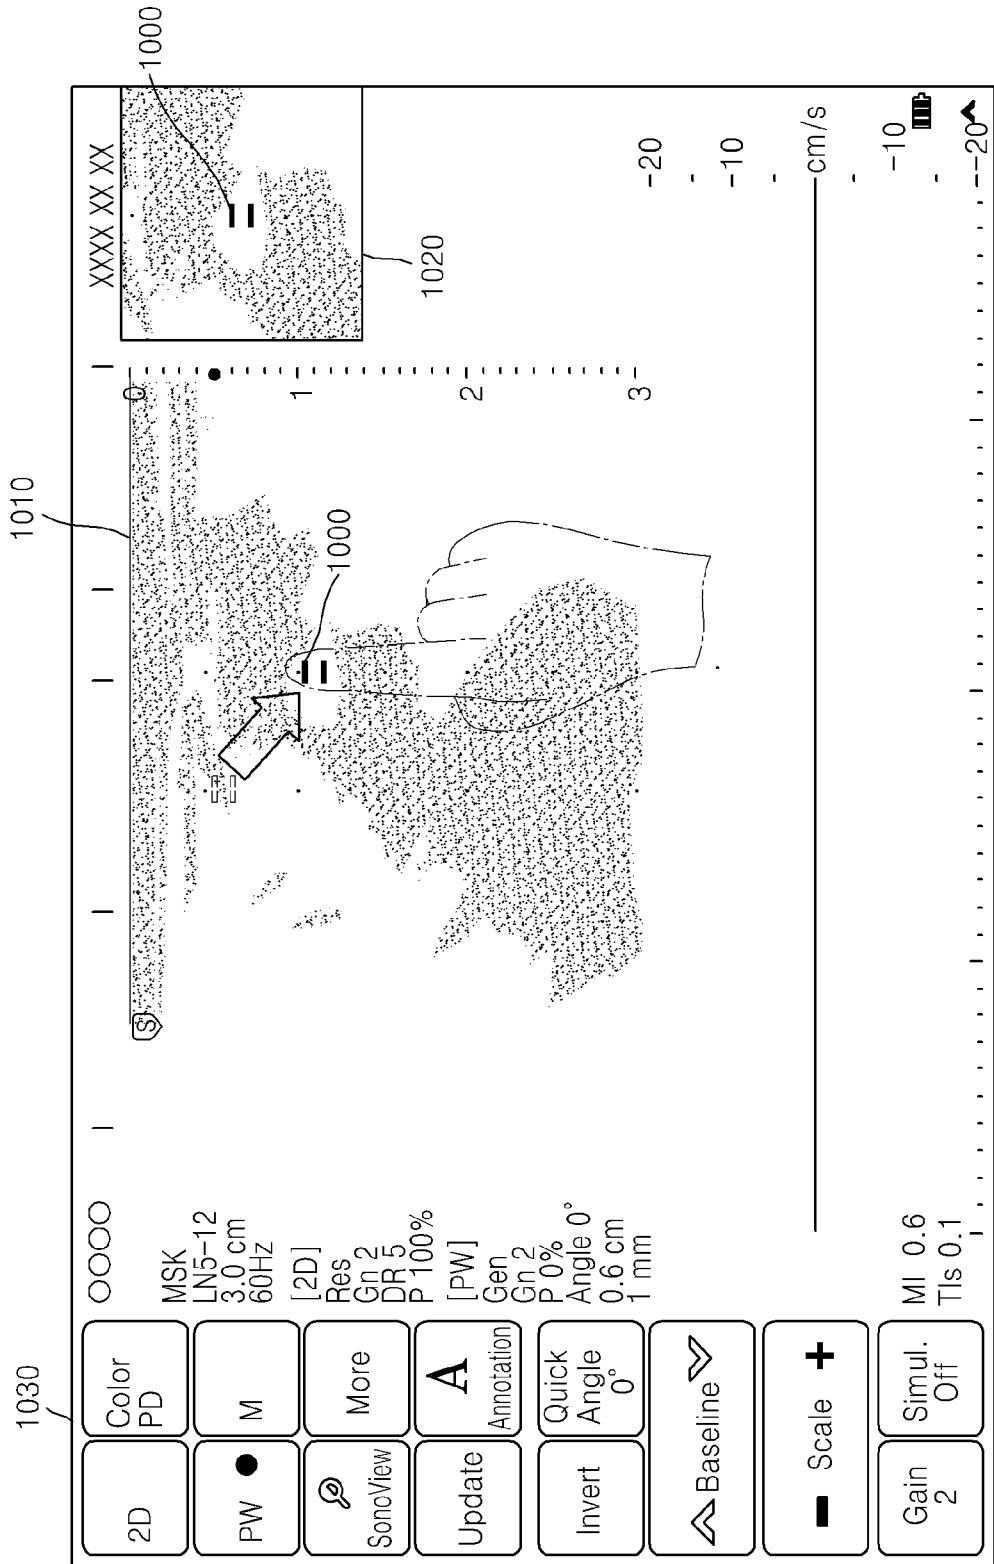 1030
1010
1000
1020
1000
2D
Color
PD
PW
M
SonoView
More
Update
A
Annotation
Invert
Quick
Angle
0°
Baseline
Scale
Gain
2
Simul.
Off
OOOO
MSK
LN5-12
3.0 cm
60Hz
[2D]
Res
Gn 2
DR 5
P 100%
[PW]
Gen
Gn 2
P 0%
Angle 0°
0.6 cm
1 mm
MI 0.6
TIs 0.1
S
0
1
2
3
XXXX XX XX
-20
-10
cm/s
-10
-20